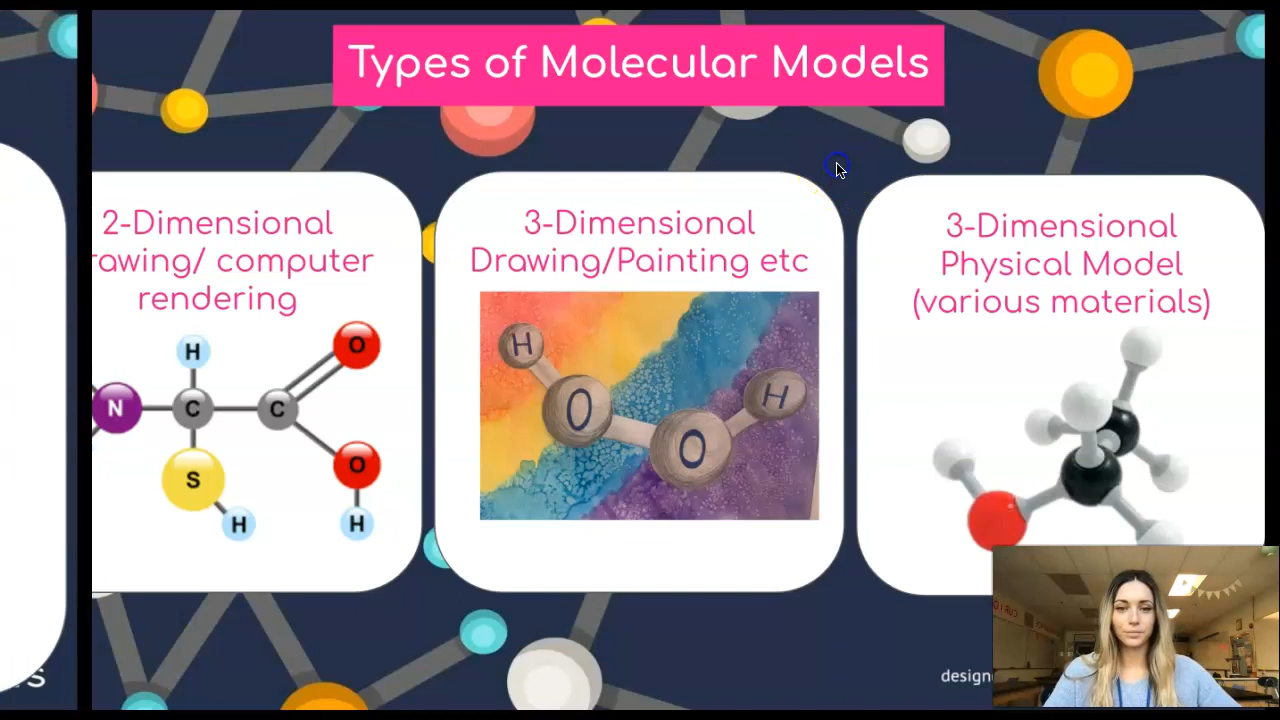 Types of Molecular Models
2-Dimensional
rawing/ computer
rendering
H
O
N
C
C
S
O
H
H
3-Dimensional
Drawing/Painting etc
H
O
O
H
3-Dimensional
Physical Model
(various materials)
design